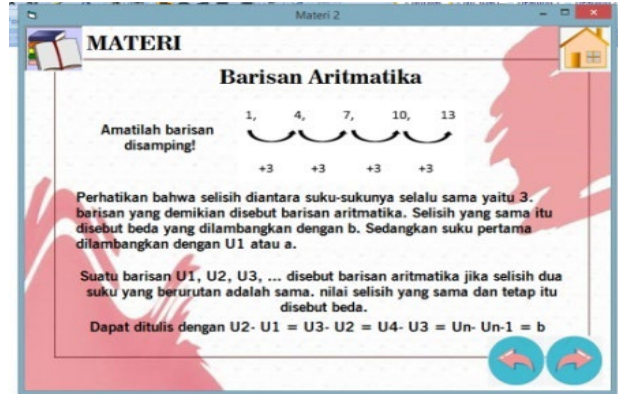 Materi 2
MATERI
Barisan Aritmatika
1, 4, 7, 10, 13
Amatilah barisan
disamping!
+3 +3 +3 +3
Perhatikan bahwa selisih diantara suku-sukunya selalu sama yaitu 3.
barisan yang demikian disebut barisan aritmatika. Selisih yang sama itu
disebut beda yang dilambangkan dengan b. Sedangkan suku pertama
dilambangkan dengan U1 atau a.
Suatu barisan U1, U2, U3, ... disebut barisan aritmatika jika selisih dua
suku yang berurutan adalah sama. nilai selisih yang sama dan tetap itu
disebut beda.
Dapat ditulis dengan U2- U1 = U3- U2 = U4- U3 = Un- Un-1 = b